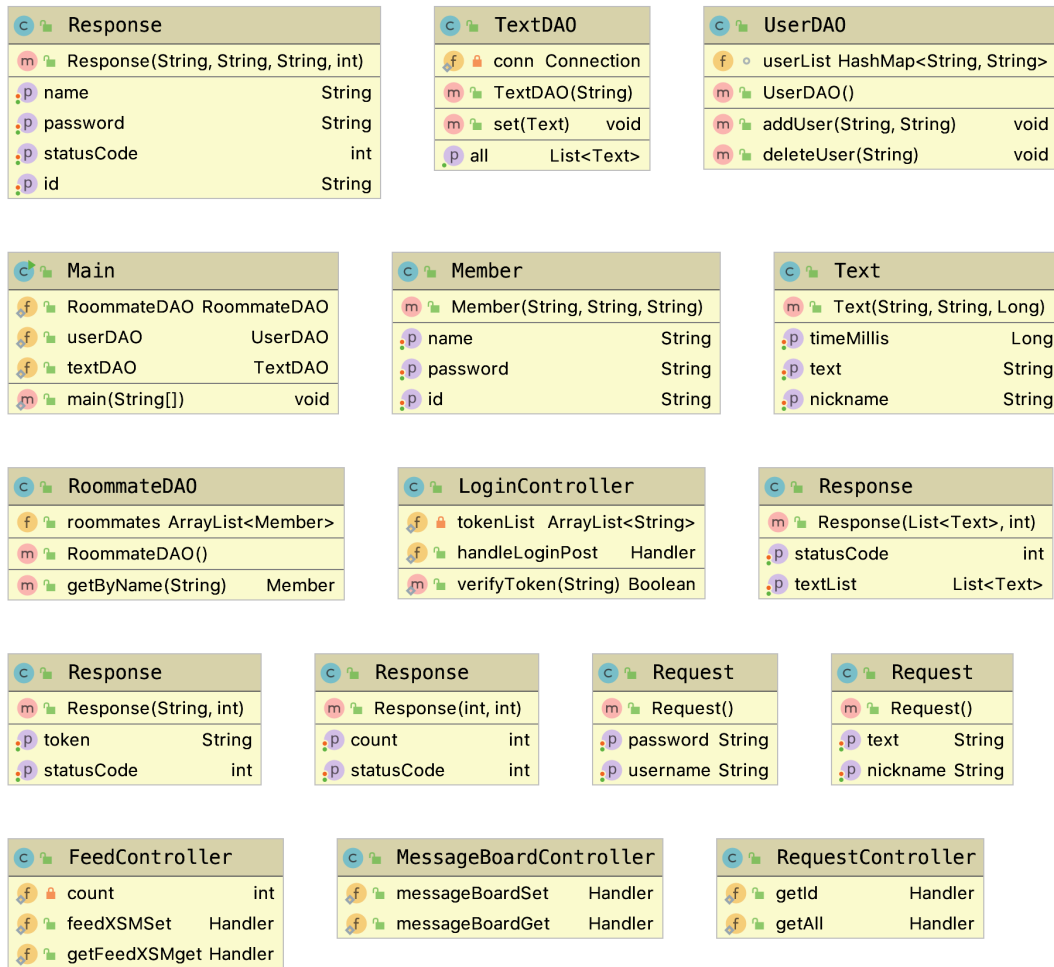 Response
Response(String, String, String, int)
name String
password String
statusCode int
id String
TextDAO
conn Connection
TextDAO(String)
set(Text) void
all List<Text>
UserDAO
userList HashMap<String, String>
UserDAO()
addUser(String, String) void
deleteUser(String) void
Main
RoommateDAO RoommateDAO
userDAO UserDAO
textDAO TextDAO
main(String[]) void
Member
Member(String, String, String)
name String
password String
id String
Text
Text(String, String, Long)
timeMillis Long
text String
nickname String
RoommateDAO
roommates ArrayList<Member>
RoommateDAO()
getByName(String) Member
LoginController
tokenList ArrayList<String>
handleLoginPost Handler
verifyToken(String) Boolean
Response
Response(List<Text>, int)
statusCode int
textList List<Text>
Response
Response(String, int)
token String
statusCode int
Response
Response(int, int)
count int
statusCode int
Request
Request()
password String
username String
Request
Request()
text String
nickname String
FeedController
count int
feedXSMSet Handler
getFeedXSMget Handler
MessageBoardController
messageBoardSet Handler
messageBoardGet Handler
RequestController
getId Handler
getAll Handler